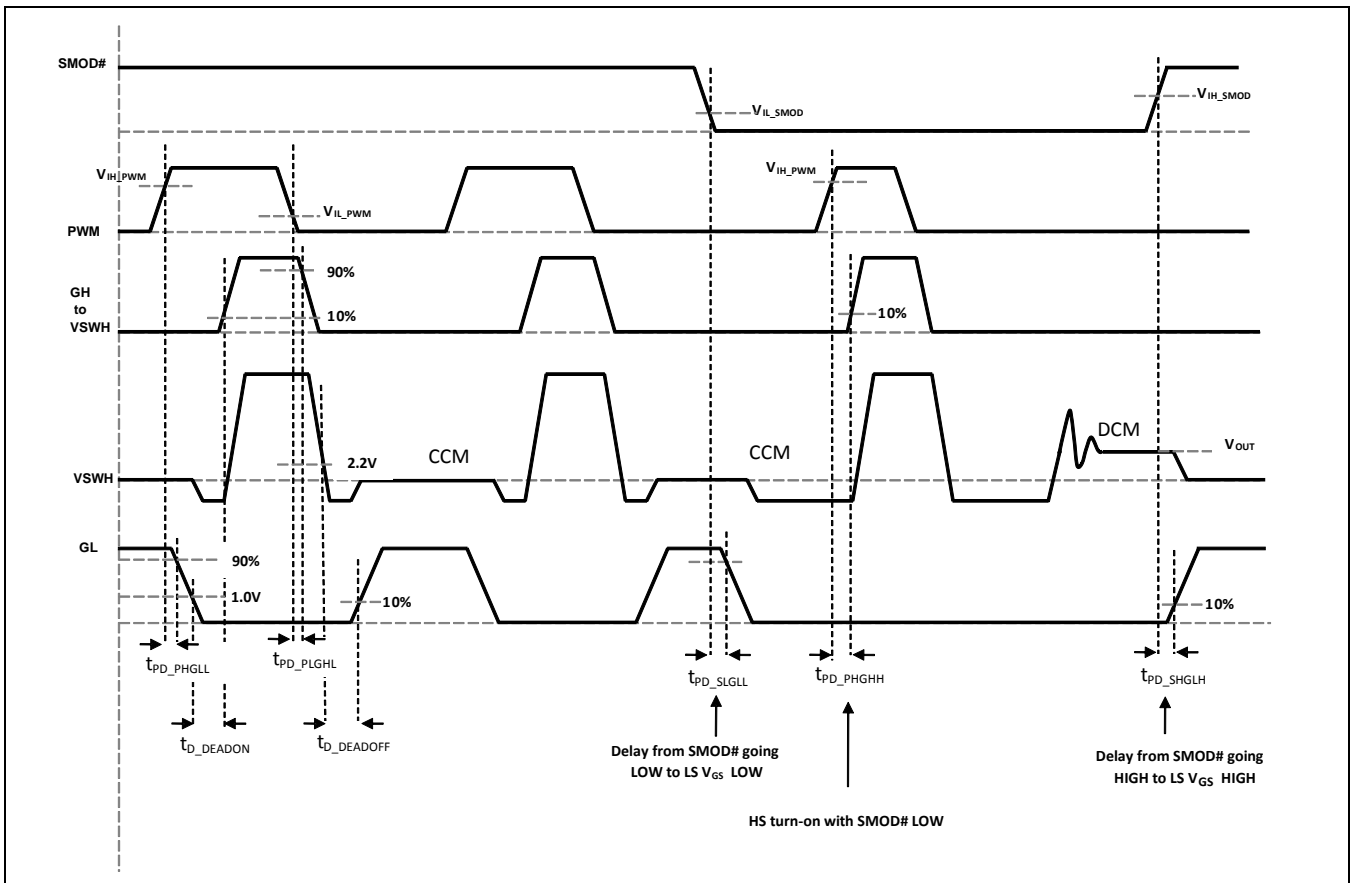 SMOD#
VIL_SMOD
VIH_SMOD
VIH_PWM
VIL_PWM
VIH_PWM
PWM
90%
GH
to
VSWH
10%
10%
CCM
CCM
DCM
VOUT
2.2V
VSWH
GL
90%
1.0V
10%
10%
tPD_PHGLL
tPD_PLGHL
tPD_SLGLL
tPD_PHGHH
tPD_SHGLH
tD_DEADON
tD_DEADOFF
Delay from SMOD# going
LOW to LS VGS LOW
Delay from SMOD# going
HIGH to LS VGS HIGH
HS turn-on with SMOD# LOW